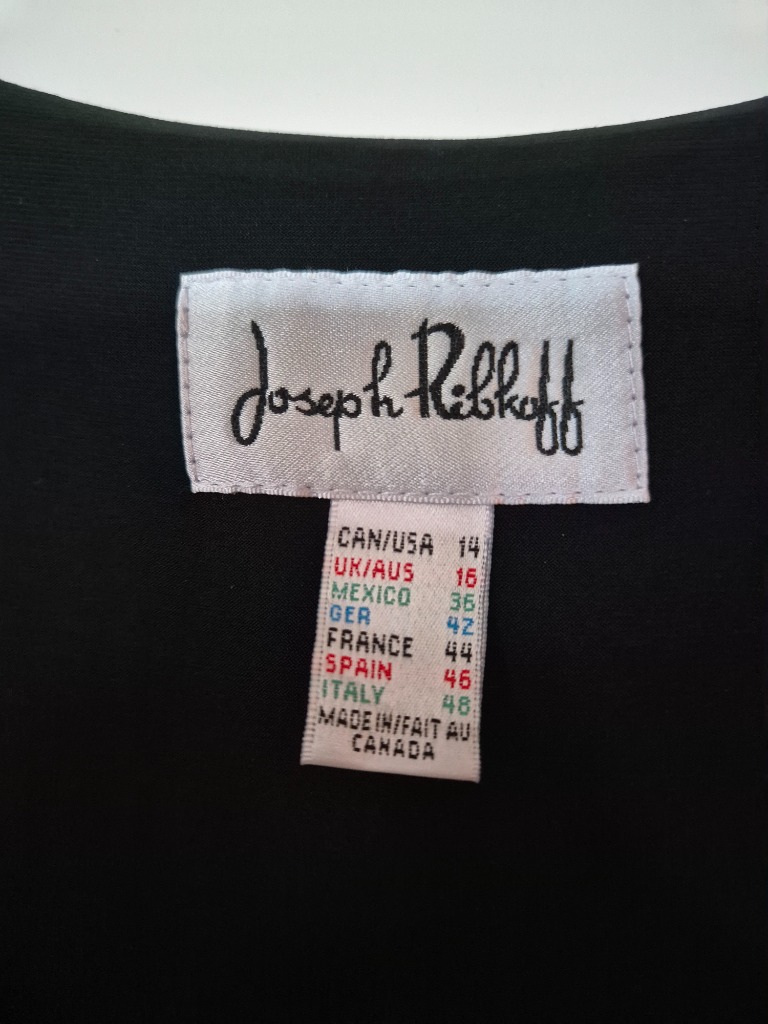 Joseph Ribkoff
CAN/USA 14
UK/AUS 16
MEXICO 36
GER 42
FRANCE 44
SPAIN 46
ITALY 48
MADE IN/FAIT AU
CANADA